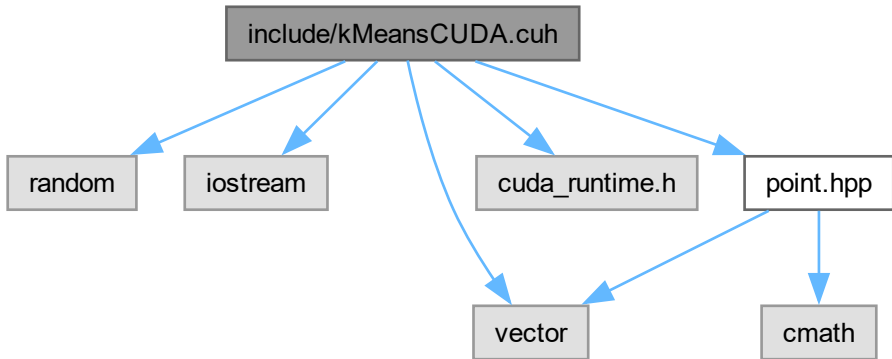 include/kMeansCUDA.cuh
random
iostream
cuda_runtime.h
point.hpp
vector
cmath